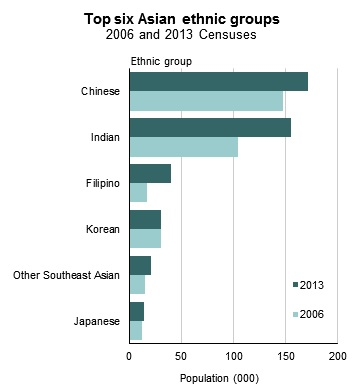 Top six Asian ethnic groups
2006 and 2013 Censuses
Ethnic group
Chinese
Indian
Filipino
Korean
Other Southeast Asian
Japanese
2013
2006
0 50 100 150 200
Population (000)